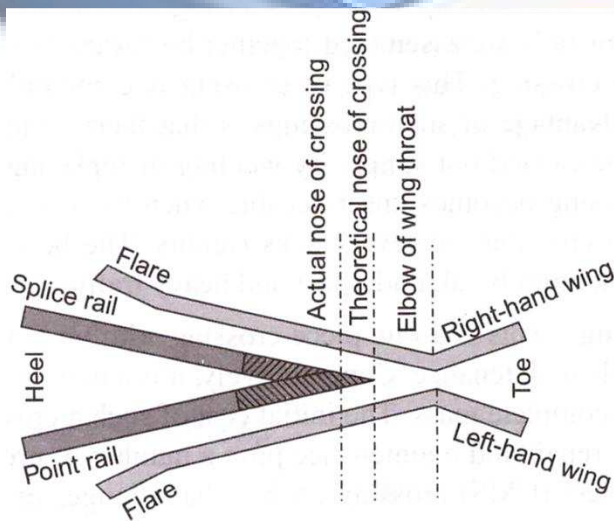 Actual nose of crossing
Theoretical nose of crossing
Elbow of wing throat
Flare
Splice rail
Right-hand wing
Heel
Toe
Point rail
Left-hand wing
Flare